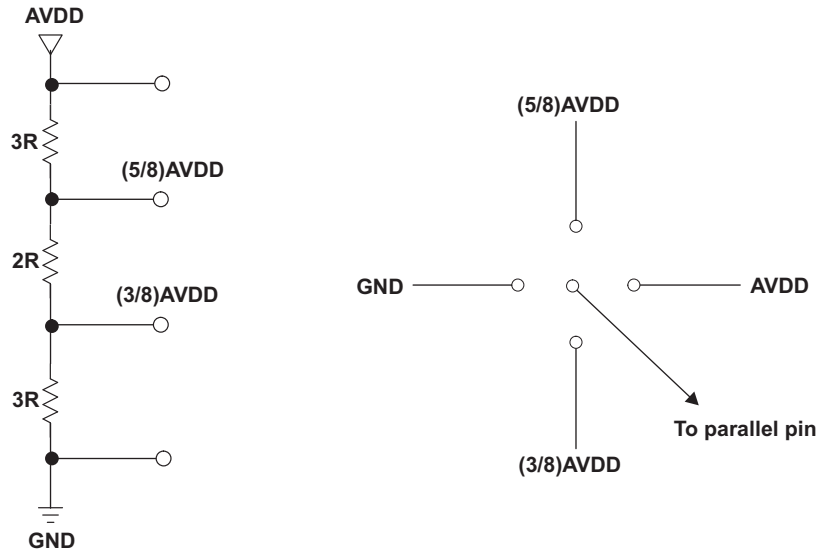 AVDD
3R
(5/8)AVDD
2R
(3/8)AVDD
3R
GND
(5/8)AVDD
GND
AVDD
To parallel pin
(3/8)AVDD